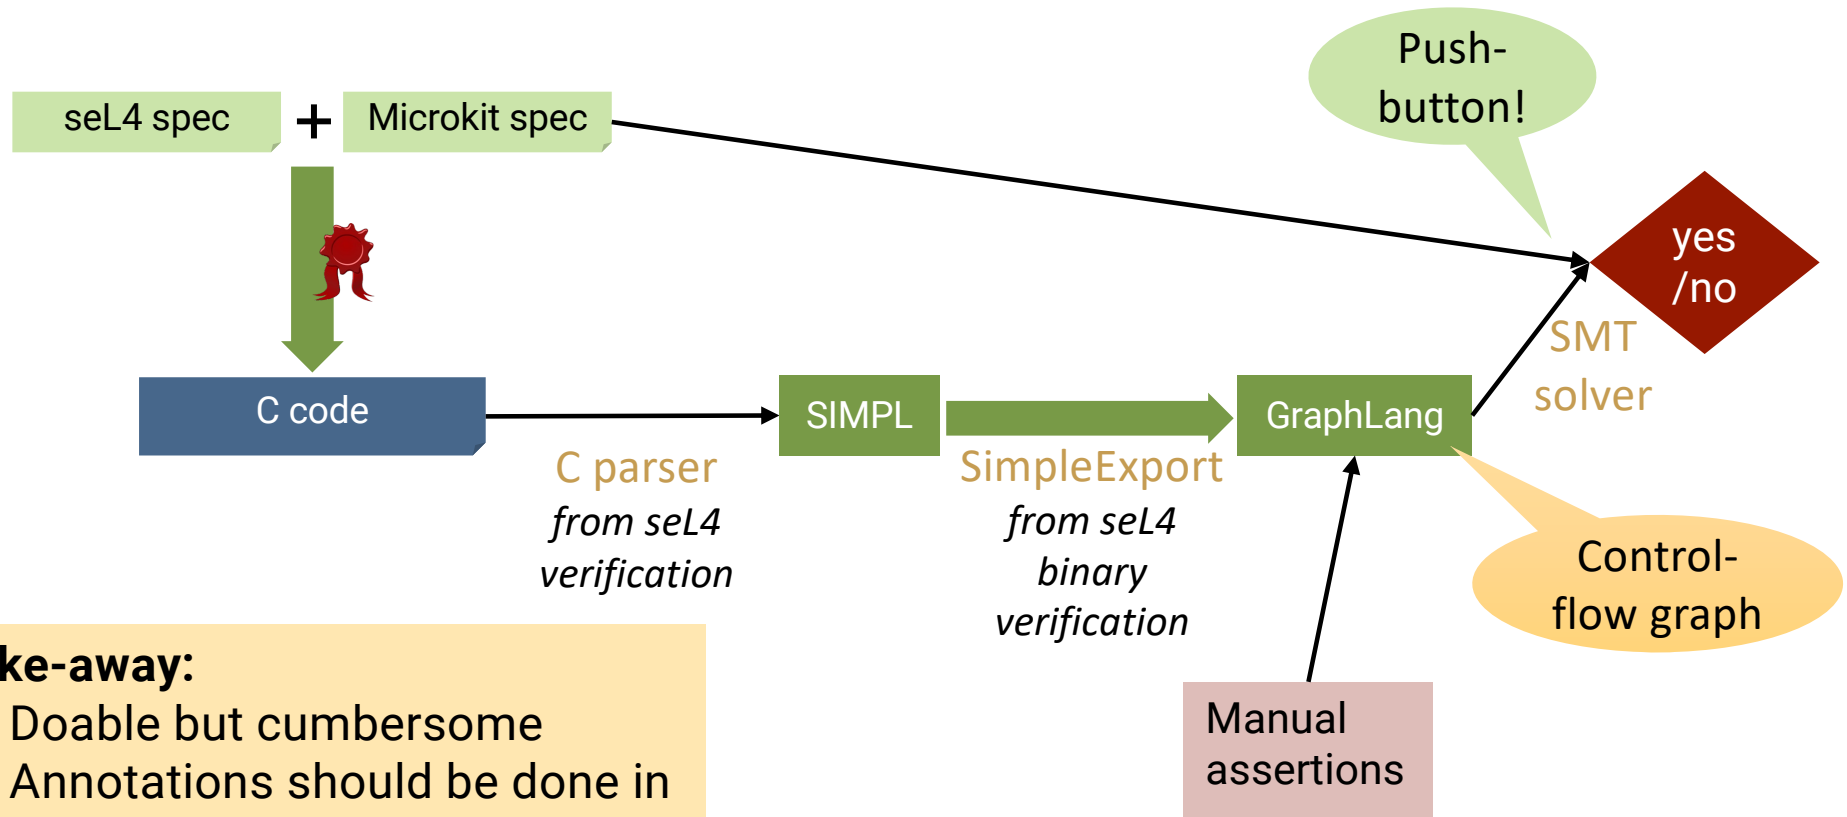 Push-
button!
seL4 spec
+
Microkit spec
yes
/no
SMT
solver
C code
SIMPL
GraphLang
C parser
from seL4
verification
SimpleExport
from seL4
binary
verification
Control-
flow graph
ke-away:
Doable but cumbersome
Annotations should be done in
Manual
assertions